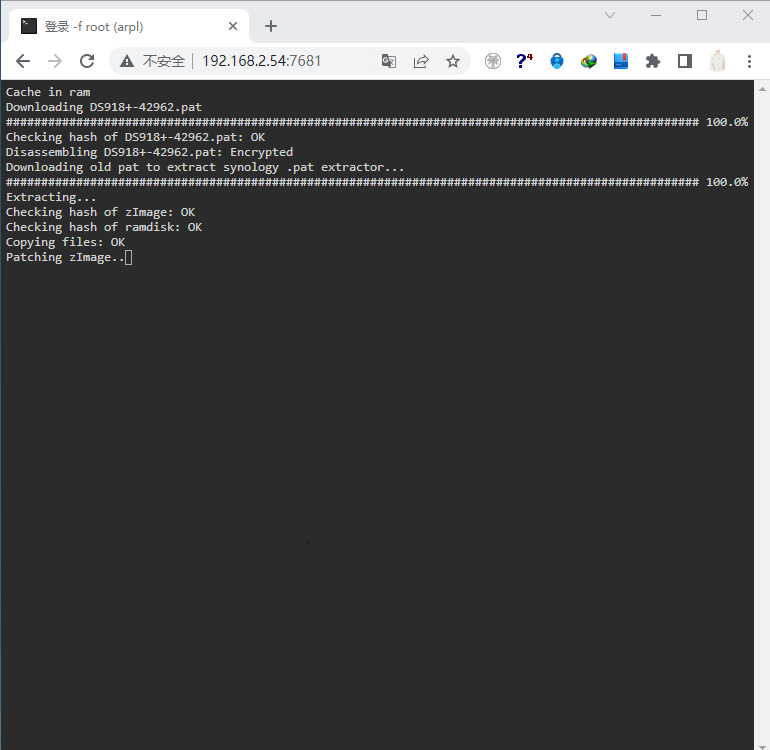 登录 -f root (arpl)
不安全 192.168.2.54:7681
Cache in ram
Downloading DS918+-42962.pat
################################################################################################### 100.0%
Checking hash of DS918+-42962.pat: OK
Disassembling DS918+-42962.pat: Encrypted
Downloading old pat to extract synology .pat extractor...
################################################################################################### 100.0%
Extracting...
Checking hash of zImage: OK
Checking hash of ramdisk: OK
Copying files: OK
Patching zImage..